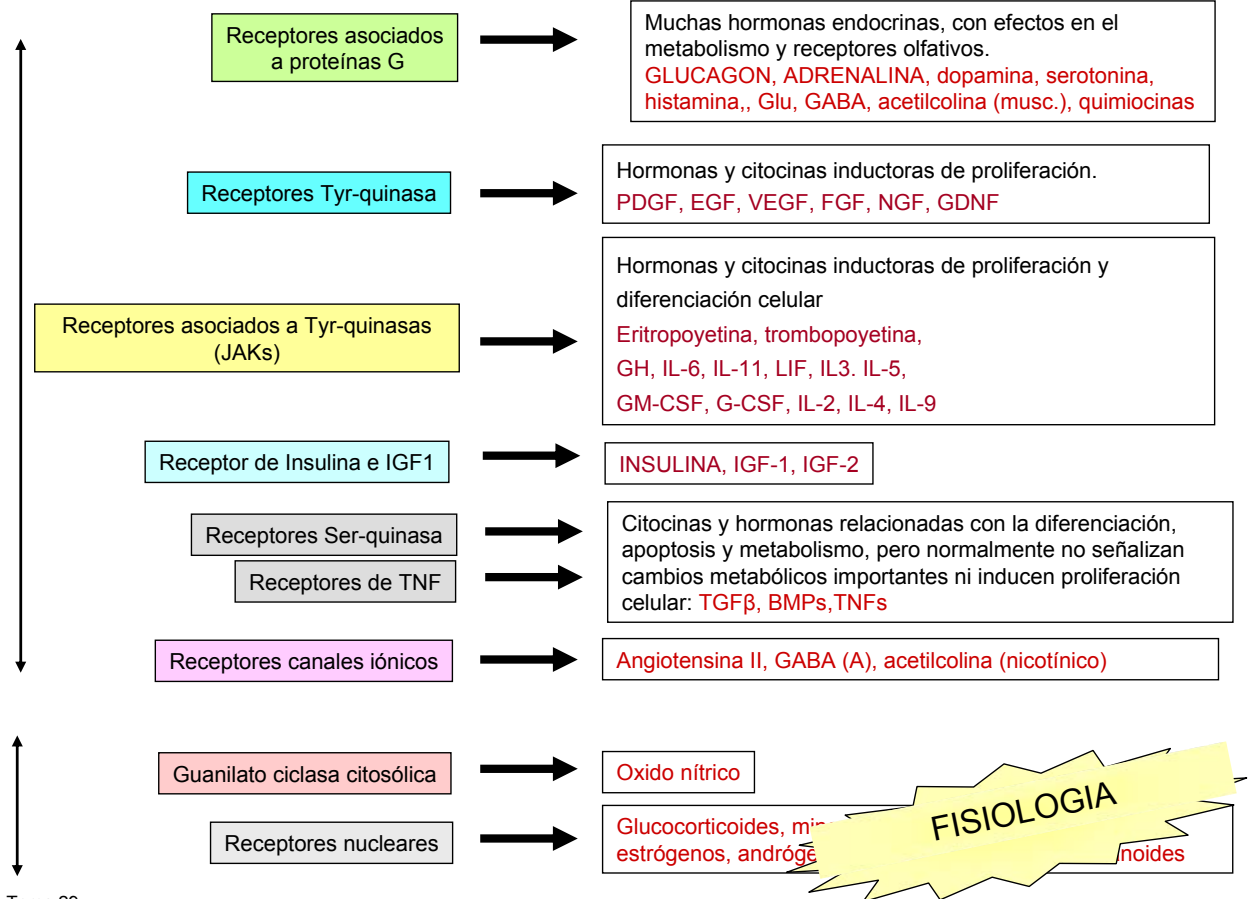 Receptores asociados
a proteínas G
Muchas hormonas endocrinas, con efectos en el
metabolismo y receptores olfativos.
GLUCAGON, ADRENALINA, dopamina, serotonina,
histamina,, Glu, GABA, acetilcolina (musc.), quimiocinas
Receptores Tyr-quinasa
Hormonas y citocinas inductoras de proliferación.
PDGF, EGF, VEGF, FGF, NGF, GDNF
Receptores asociados a Tyr-quinasas
(JAKs)
Hormonas y citocinas inductoras de proliferación y
diferenciación celular
Eritropoyetina, trombopoyetina,
GH, IL-6, IL-11, LIF, IL3. IL-5,
GM-CSF, G-CSF, IL-2, IL-4, IL-9
Receptor de Insulina e IGF1
INSULINA, IGF-1, IGF-2
Receptores Ser-quinasa
Receptores de TNF
Citocinas y hormonas relacionadas con la diferenciación,
apoptosis y metabolismo, pero normalmente no señalizan
cambios metabólicos importantes ni inducen proliferación
celular: TGFβ, BMPs,TNFs
Receptores canales iónicos
Angiotensina II, GABA (A), acetilcolina (nicotínico)
Guanilato ciclasa citosólica
Oxido nítrico
Receptores nucleares
Glucocorticoides,
estrógenos,
FISIOLOGIA